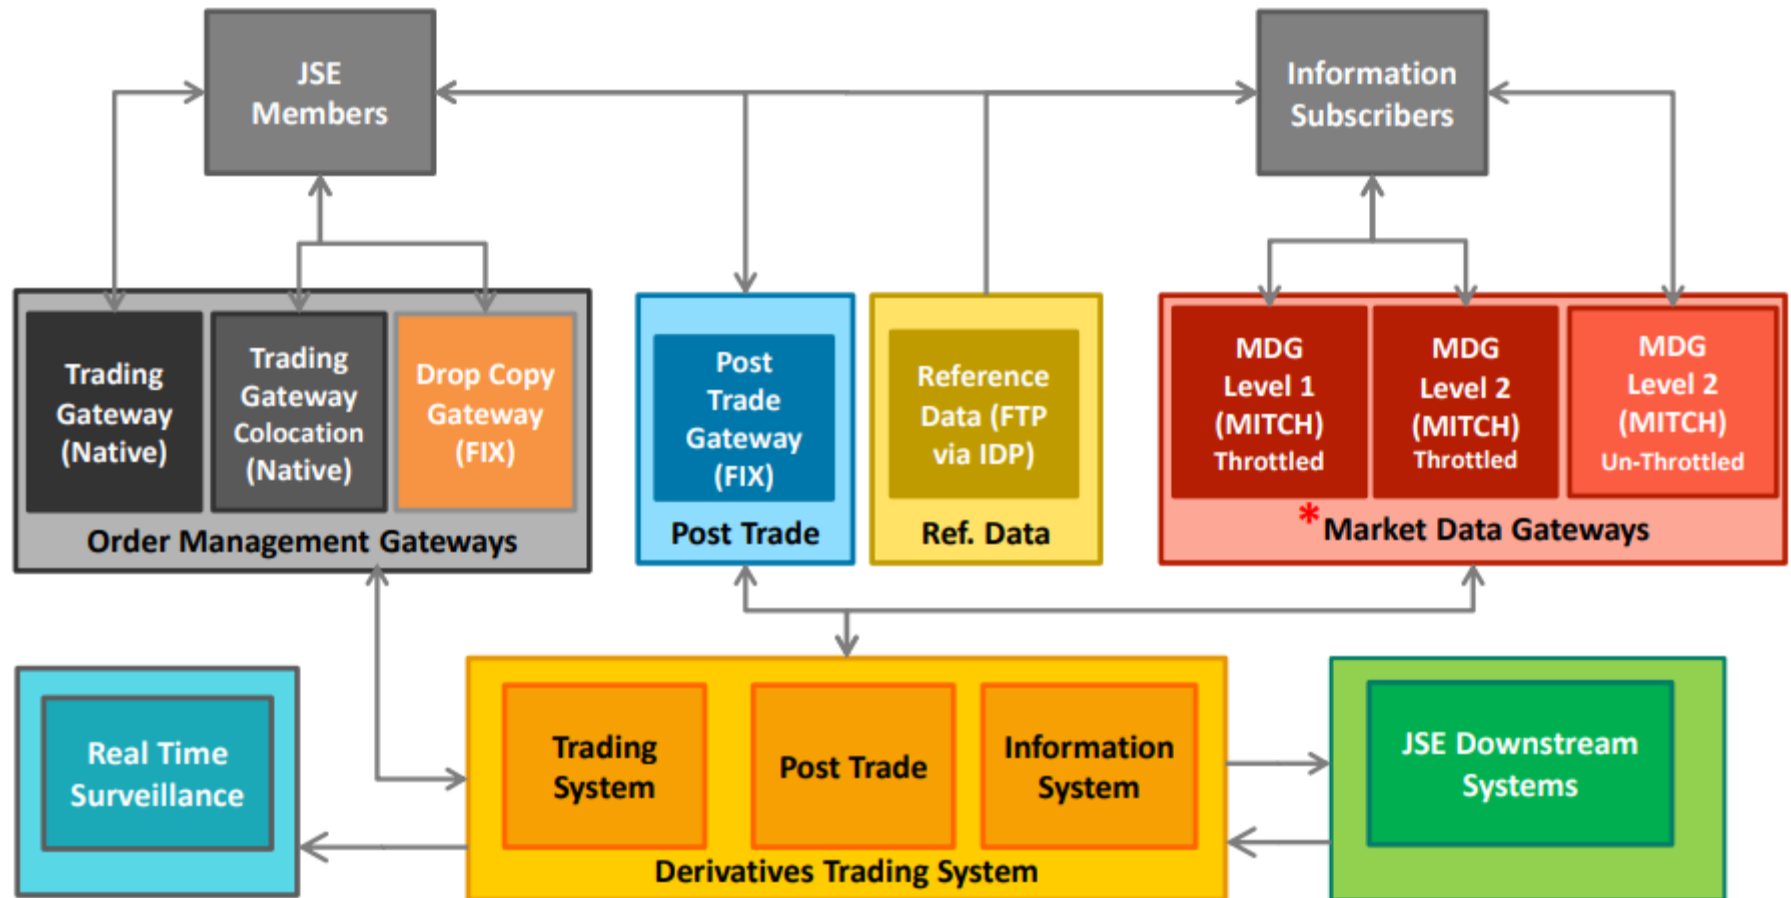 JSE
Members
Information
Subscribers
Trading
Gateway
(Native)
Trading
Gateway
Colocation
(Native)
Drop Copy
Gateway
(FIX)
Order Management Gateways
Post
Trade
Gateway
(FIX)
Post Trade
Reference
Data (FTP
via IDP)
Ref. Data
MDG
Level 1
(MITCH)
Throttled
MDG
Level 2
(MITCH)
Throttled
MDG
Level 2
(MITCH)
Un-Throttled
*Market Data Gateways
Real Time
Surveillance
Trading
System
Post Trade
Information
System
Derivatives Trading System
JSE Downstream
Systems